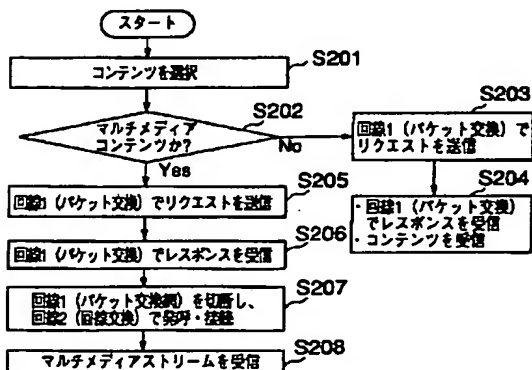 スタート
S201
コンテンツを選択
S202
マルチメディア
コンテンツか?
No
Yes
S203
回線1 (パケット交換) で
リクエストを送信
S204
・回線1 (パケット交換)
でレスポンスを受信
・コンテンツを受信
S205
回線1 (パケット交換) でリクエストを送信
S206
回線1 (パケット交換) でレスポンスを受信
S207
回線1 (パケット交換網) を切断し、
回線2 (回線交換) で発呼・接続
S208
マルチメディアストリームを受信